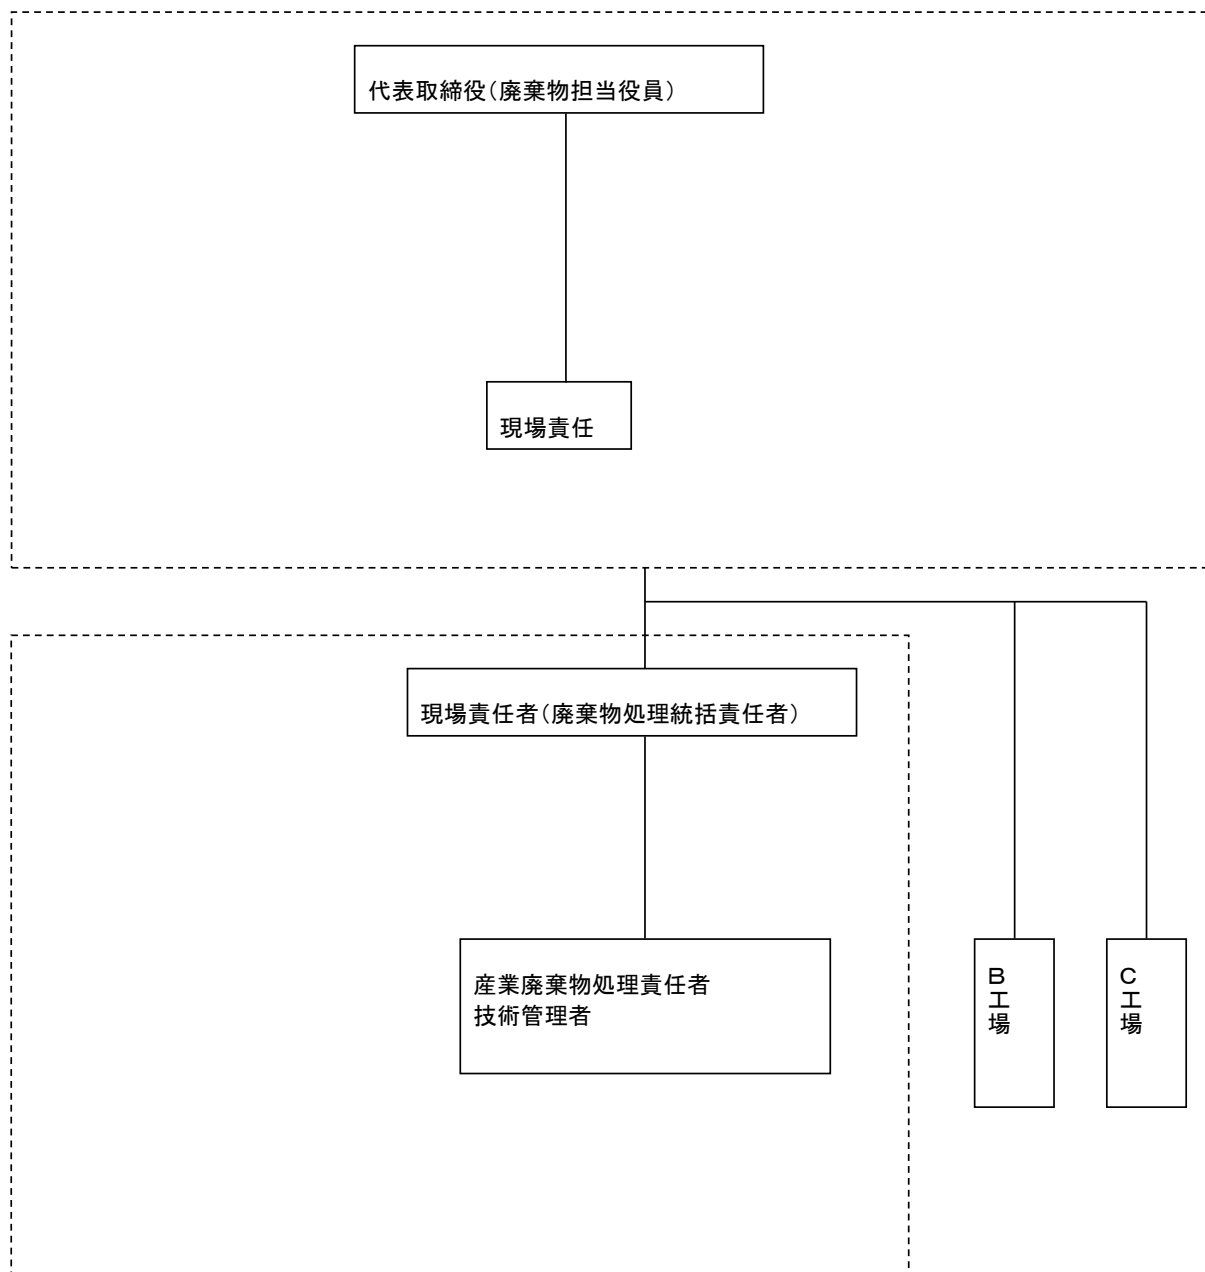 代表取締役（廃棄物担当役員）
現場責任
現場責任者（廃棄物処理統括責任者）
産業廃棄物処理責任者
技術管理者
B工場
C工場